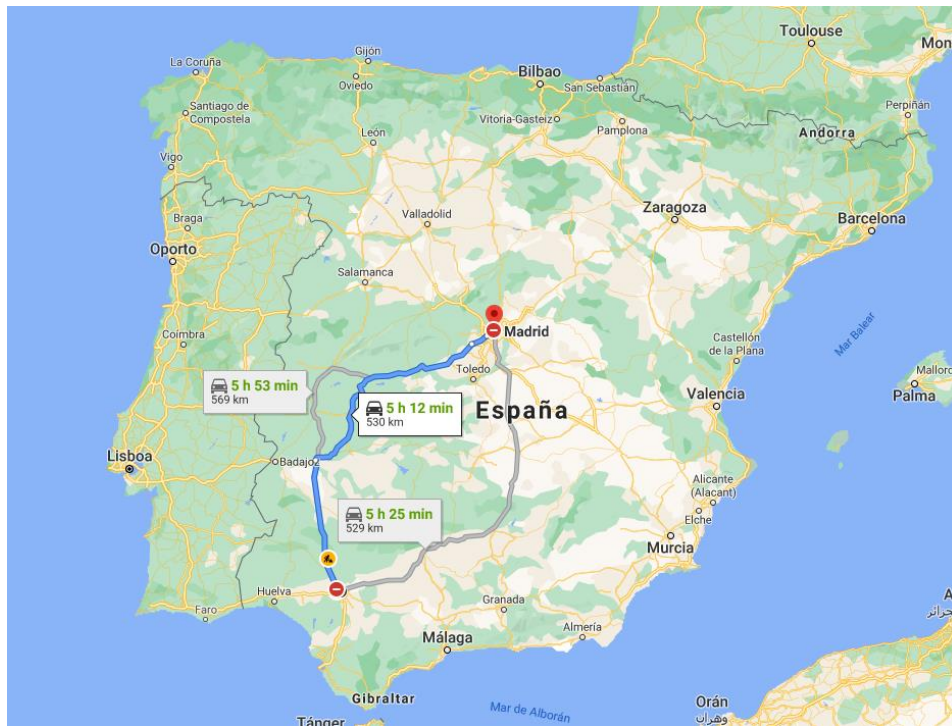 Toulouse
Mon
La Coruña
Gijón
Oviedo
Bilbao
San Sebastián
Santiago de
Compostela
Vitoria-Gasteiz
Pamplona
Perpiñán
León
Andorra
Vigo
Braga
Valladolid
Zaragoza
Barcelona
Oporto
Salamanca
Coimbra
Madrid
Castellón
de la Plana
Mar Balear
Mallorc
Palma
Toledo
5 h 53 min
569 km
5 h 12 min
530 km
España
Valencia
Lisboa
Badajoz
Alicante
(Alacant)
Elche
5 h 25 min
529 km
Murcia
Huelva
Faro
Granada
Almería
Málaga
Gibraltar
Mar de Alborán
Tánger
Orán
وهران
A
الجزائر